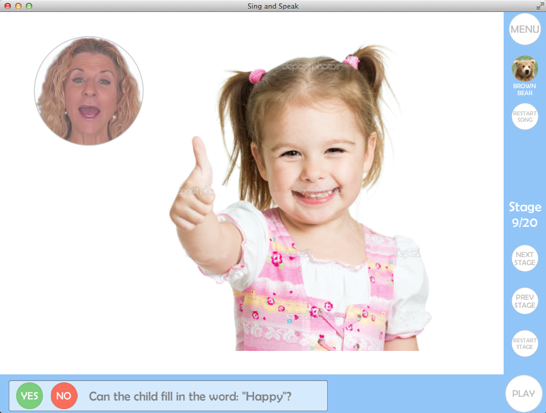 Sing and Speak
MENU
BROWN
BEAR
RESTART
SONG
Stage
9/20
NEXT
STAGE
PREV
STAGE
RESTART
STAGE
PLAY
YES
NO
Can the child fill in the word: "Happy"?